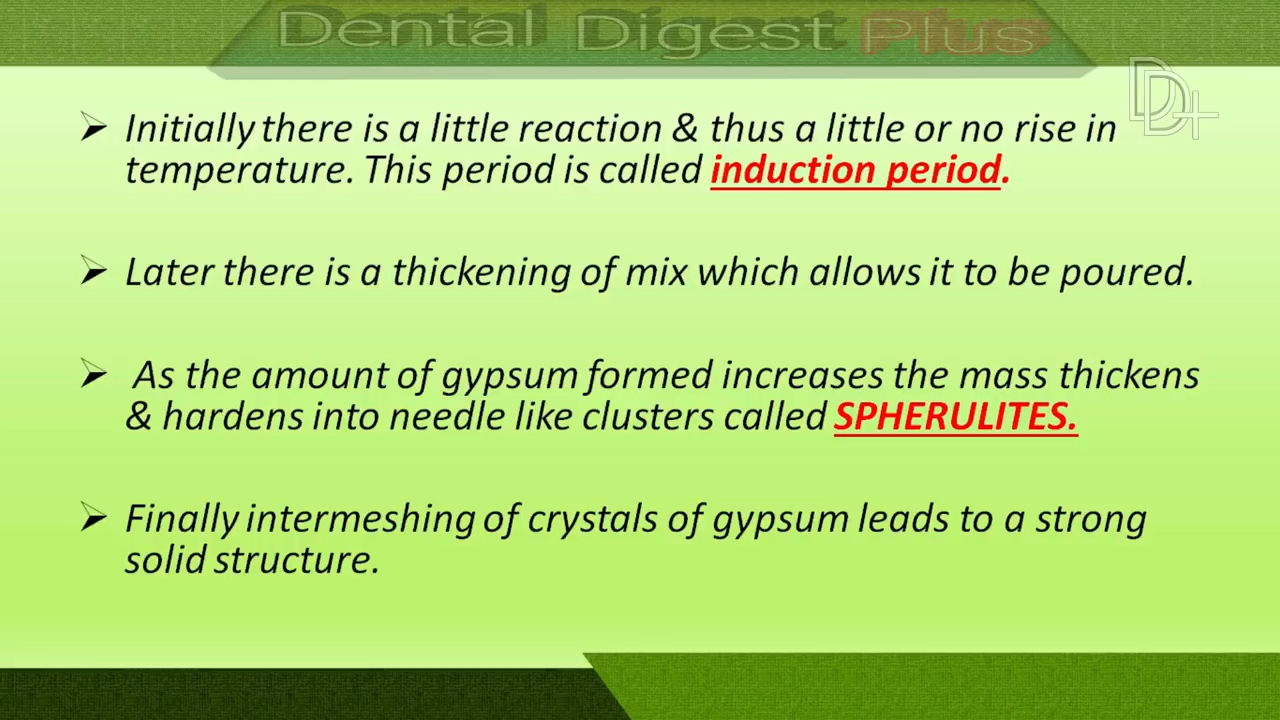 Dental Digest Plus
DD+
➢ Initially there is a little reaction & thus a little or no rise in
temperature. This period is called induction period.
➢ Later there is a thickening of mix which allows it to be poured.
➢ As the amount of gypsum formed increases the mass thickens
& hardens into needle like clusters called SPHERULITES.
➢ Finally intermeshing of crystals of gypsum leads to a strong
solid structure.